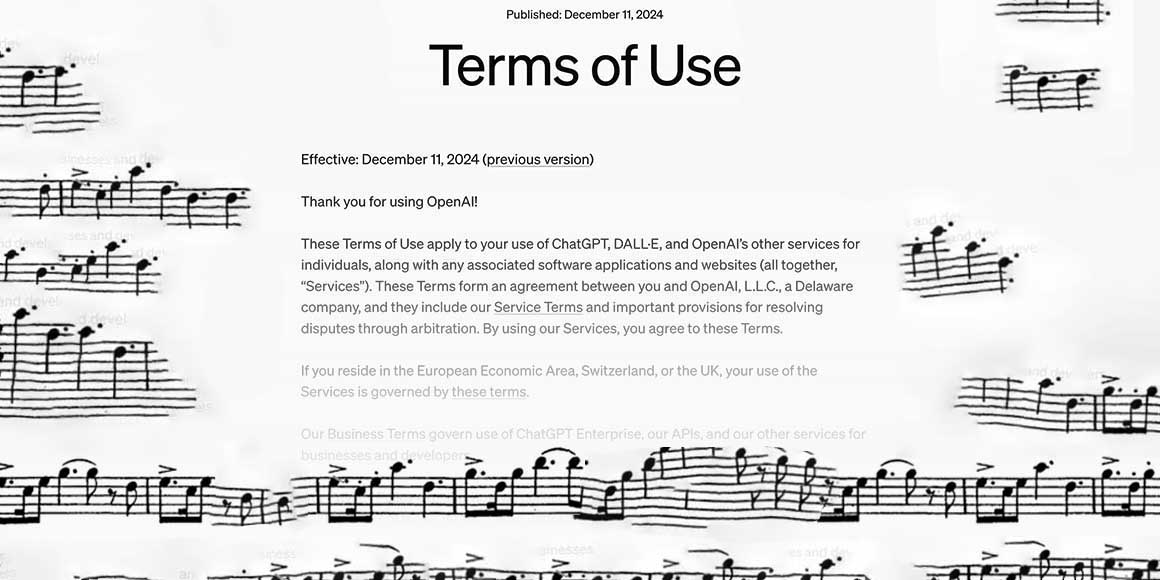 Published: December 11, 2024
Terms of Use
Effective: December 11, 2024 (previous version)
Thank you for using OpenAI!
These Terms of Use apply to your use of ChatGPT, DALL·E, and OpenAI’s other services for
individuals, along with any associated software applications and websites (all together,
“Services”). These Terms form an agreement between you and OpenAI, L.L.C., a Delaware
company, and they include our Service Terms and important provisions for resolving
disputes through arbitration. By using our Services, you agree to these Terms.
If you reside in the European Economic Area, Switzerland, or the UK, your use of the
Services is governed by these terms.
Our Business Terms govern use of ChatGPT Enterprise, our APIs, and our other services for
businesses and developers